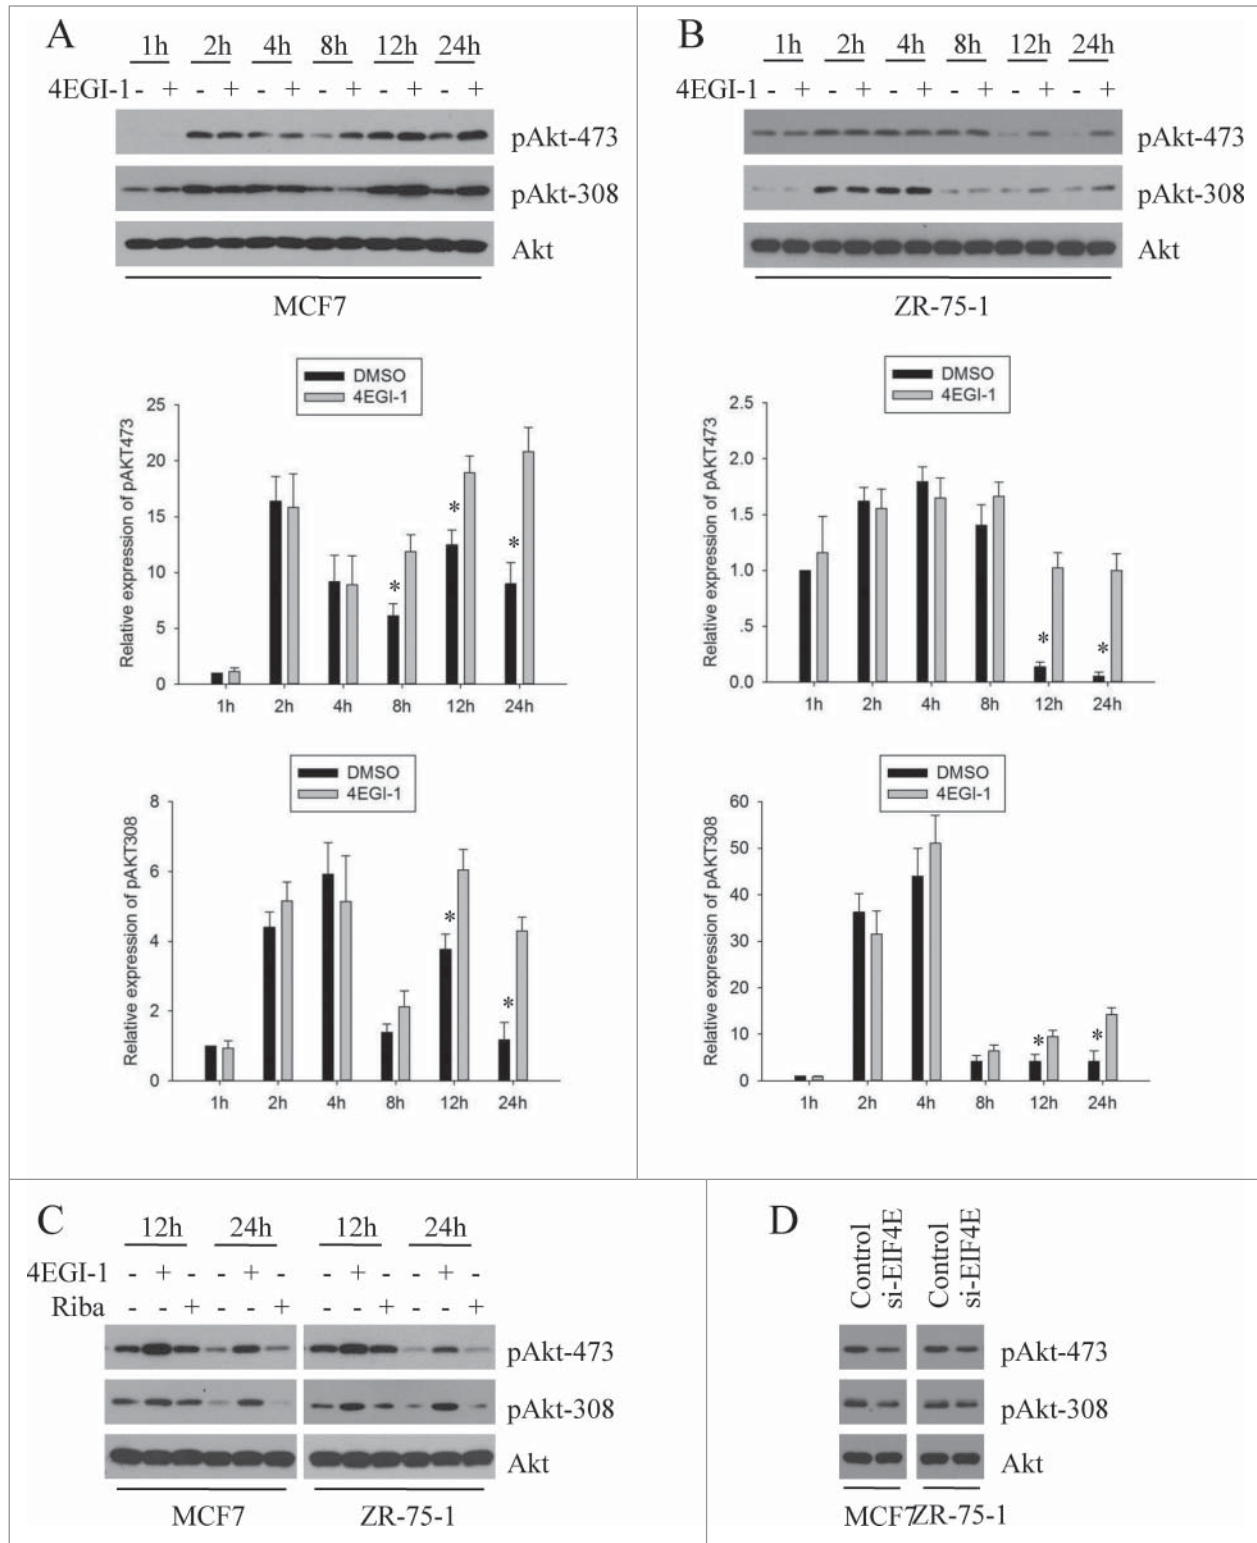 A
1h 2h 4h 8h 12h 24h
4EGI-1 - + - + - + - + - + - +
pAkt-473
pAkt-308
Akt
MCF7
DMSO
4EGI-1
Relative expression of pAKT473
25
20
15
10
5
0
* * *
1h 2h 4h 8h 12h 24h
DMSO
4EGI-1
Relative expression of pAKT308
8
6
4
2
0
* *
1h 2h 4h 8h 12h 24h
B
1h 2h 4h 8h 12h 24h
4EGI-1 - + - + - + - + - + - +
pAkt-473
pAkt-308
Akt
ZR-75-1
DMSO
4EGI-1
Relative expression of pAKT473
2.5
2.0
1.5
1.0
.5
0.0
* *
1h 2h 4h 8h 12h 24h
DMSO
4EGI-1
Relative expression of pAKT308
60
50
40
30
20
10
0
* *
1h 2h 4h 8h 12h 24h
C
12h 24h 12h 24h
4EGI-1 - + - - + - - + - - + -
Riba - - + - - + - - + - - +
pAkt-473
pAkt-308
Akt
MCF7 ZR-75-1
D
Control
si-EIF4E
Control
si-EIF4E
pAkt-473
pAkt-308
Akt
MCF7 ZR-75-1